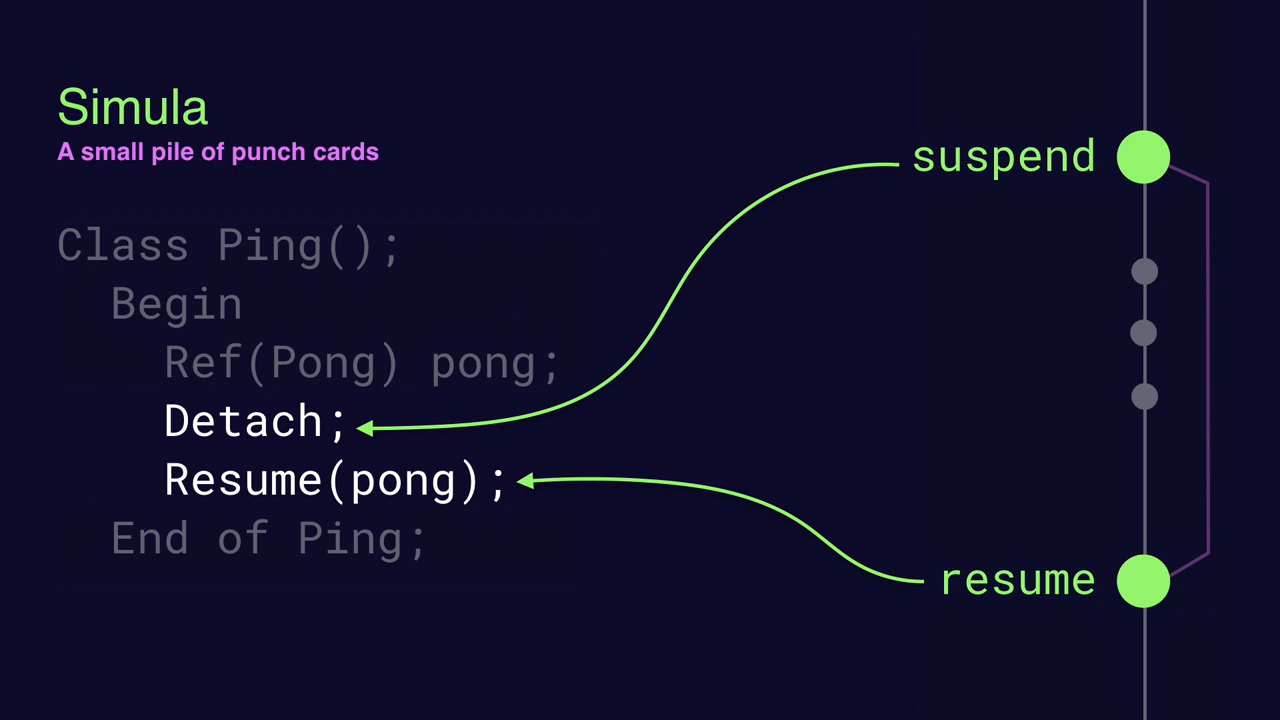 Simula
A small pile of punch cards
suspend
Class Ping();
Begin
Ref(Pong) pong;
Detach;
Resume(pong);
End of Ping;
resume